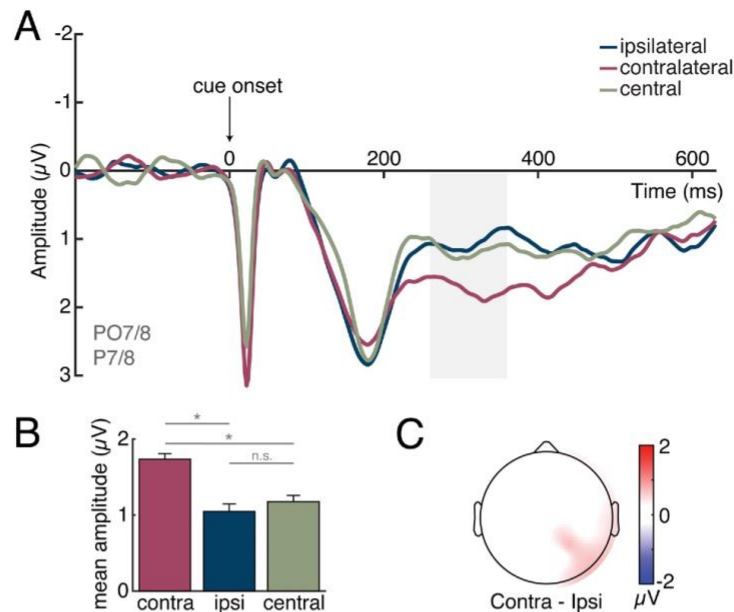 A
-2
-1
0
1
2
3
Amplitude (µV)
cue onset
0
200
400
600
Time (ms)
ipsilateral
contralateral
central
PO7/8
P7/8
B
2
1
0
mean amplitude (µV)
*
*
n.s.
contra
ipsi
central
C
Contra - Ipsi
2
0
-2
µV